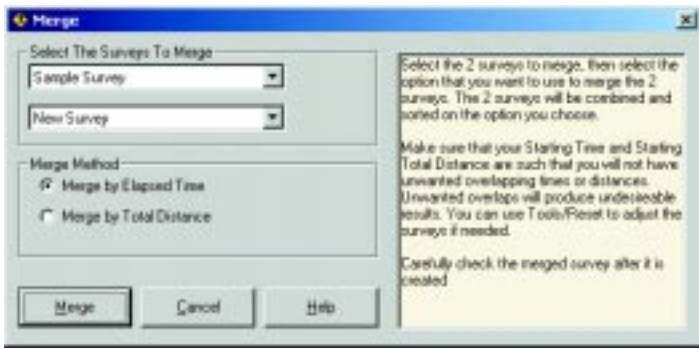 Merge
Select The Surveys To Merge
Sample Survey
New Survey
Merge Method
Merge by Elapsed Time
Merge by Total Distance
Merge
Cancel
Help
Select the 2 surveys to merge, then select the
option that you want to use to merge the 2
surveys. The 2 surveys will be combined and
sorted on the option you choose.
Make sure that your Starting Time and Starting
Total Distance are such that you will not have
unwanted overlapping times or distances.
Unwanted overlaps will produce undesireable
results. You can use Tools/Reset to adjust the
surveys if needed.
Carefully check the merged survey after it is
created